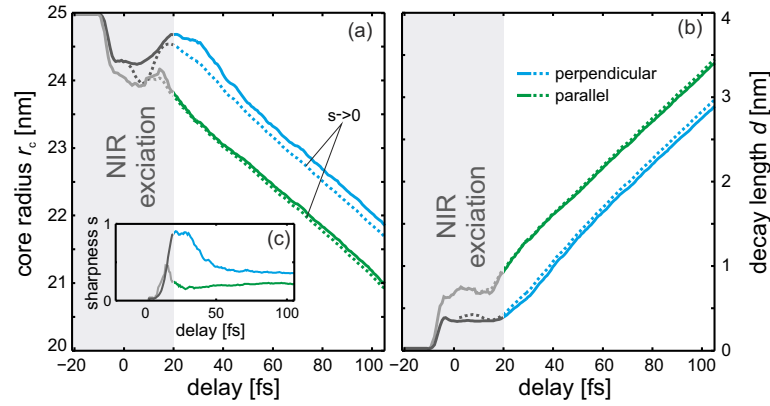 25
24
23
22
21
20
core radius r_c [nm]
(a)
NIR
exciation
s->0
1
0
sharpness s
(c)
0
50
100
delay [fs]
-20
0
20
40
60
80
100
delay [fs]
(b)
perpendicular
parallel
NIR
exciation
4
3
2
1
0
decay length d [nm]
-20
0
20
40
60
80
100
delay [fs]